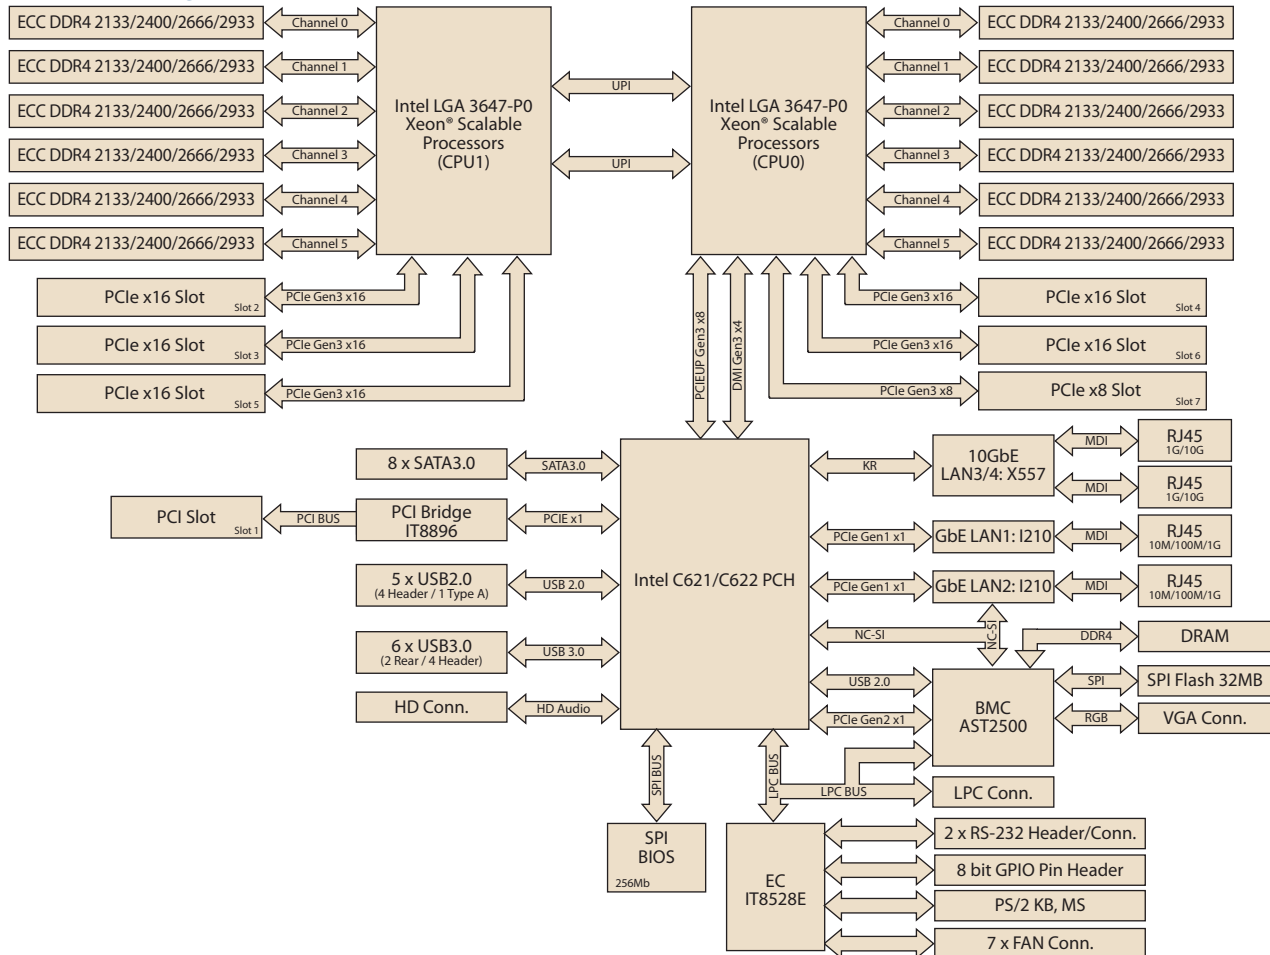 ECC DDR4 2133/2400/2666/2933
Channel 0
ECC DDR4 2133/2400/2666/2933
Channel 1
ECC DDR4 2133/2400/2666/2933
Channel 2
ECC DDR4 2133/2400/2666/2933
Channel 3
ECC DDR4 2133/2400/2666/2933
Channel 4
ECC DDR4 2133/2400/2666/2933
Channel 5
Intel LGA 3647-P0
Xeon® Scalable
Processors
(CPU1)
UPI
UPI
Intel LGA 3647-P0
Xeon® Scalable
Processors
(CPU0)
Channel 0
ECC DDR4 2133/2400/2666/2933
Channel 1
ECC DDR4 2133/2400/2666/2933
Channel 2
ECC DDR4 2133/2400/2666/2933
Channel 3
ECC DDR4 2133/2400/2666/2933
Channel 4
ECC DDR4 2133/2400/2666/2933
Channel 5
ECC DDR4 2133/2400/2666/2933
PCIe x16 Slot
Slot 2
PCIe Gen3 x16
PCIe x16 Slot
Slot 3
PCIe Gen3 x16
PCIe x16 Slot
Slot 5
PCIe Gen3 x16
PCIEUP Gen3 x8
DMI Gen3 x4
PCIe Gen3 x16
PCIe x16 Slot
Slot 4
PCIe Gen3 x16
PCIe x16 Slot
Slot 6
PCIe Gen3 x8
PCIe x8 Slot
Slot 7
8 x SATA3.0
SATA3.0
PCI Slot
Slot 1
PCI BUS
PCI Bridge
IT8896
PCIE x1
5 x USB2.0
(4 Header / 1 Type A)
USB 2.0
6 x USB3.0
(2 Rear / 4 Header)
USB 3.0
HD Conn.
HD Audio
Intel C621/C622 PCH
KR
10GbE
LAN3/4: X557
MDI
RJ45
1G/10G
MDI
RJ45
1G/10G
PCIe Gen1 x1
GbE LAN1: I210
MDI
RJ45
10M/100M/1G
PCIe Gen1 x1
GbE LAN2: I210
MDI
RJ45
10M/100M/1G
NC-SI
NC-SI
DDR4
DRAM
USB 2.0
PCIe Gen2 x1
BMC
AST2500
SPI
SPI Flash 32MB
RGB
VGA Conn.
SPI BUS
LPC BUS
LPC BUS
LPC Conn.
SPI
BIOS
256Mb
EC
IT8528E
2 x RS-232 Header/Conn.
8 bit GPIO Pin Header
PS/2 KB, MS
7 x FAN Conn.